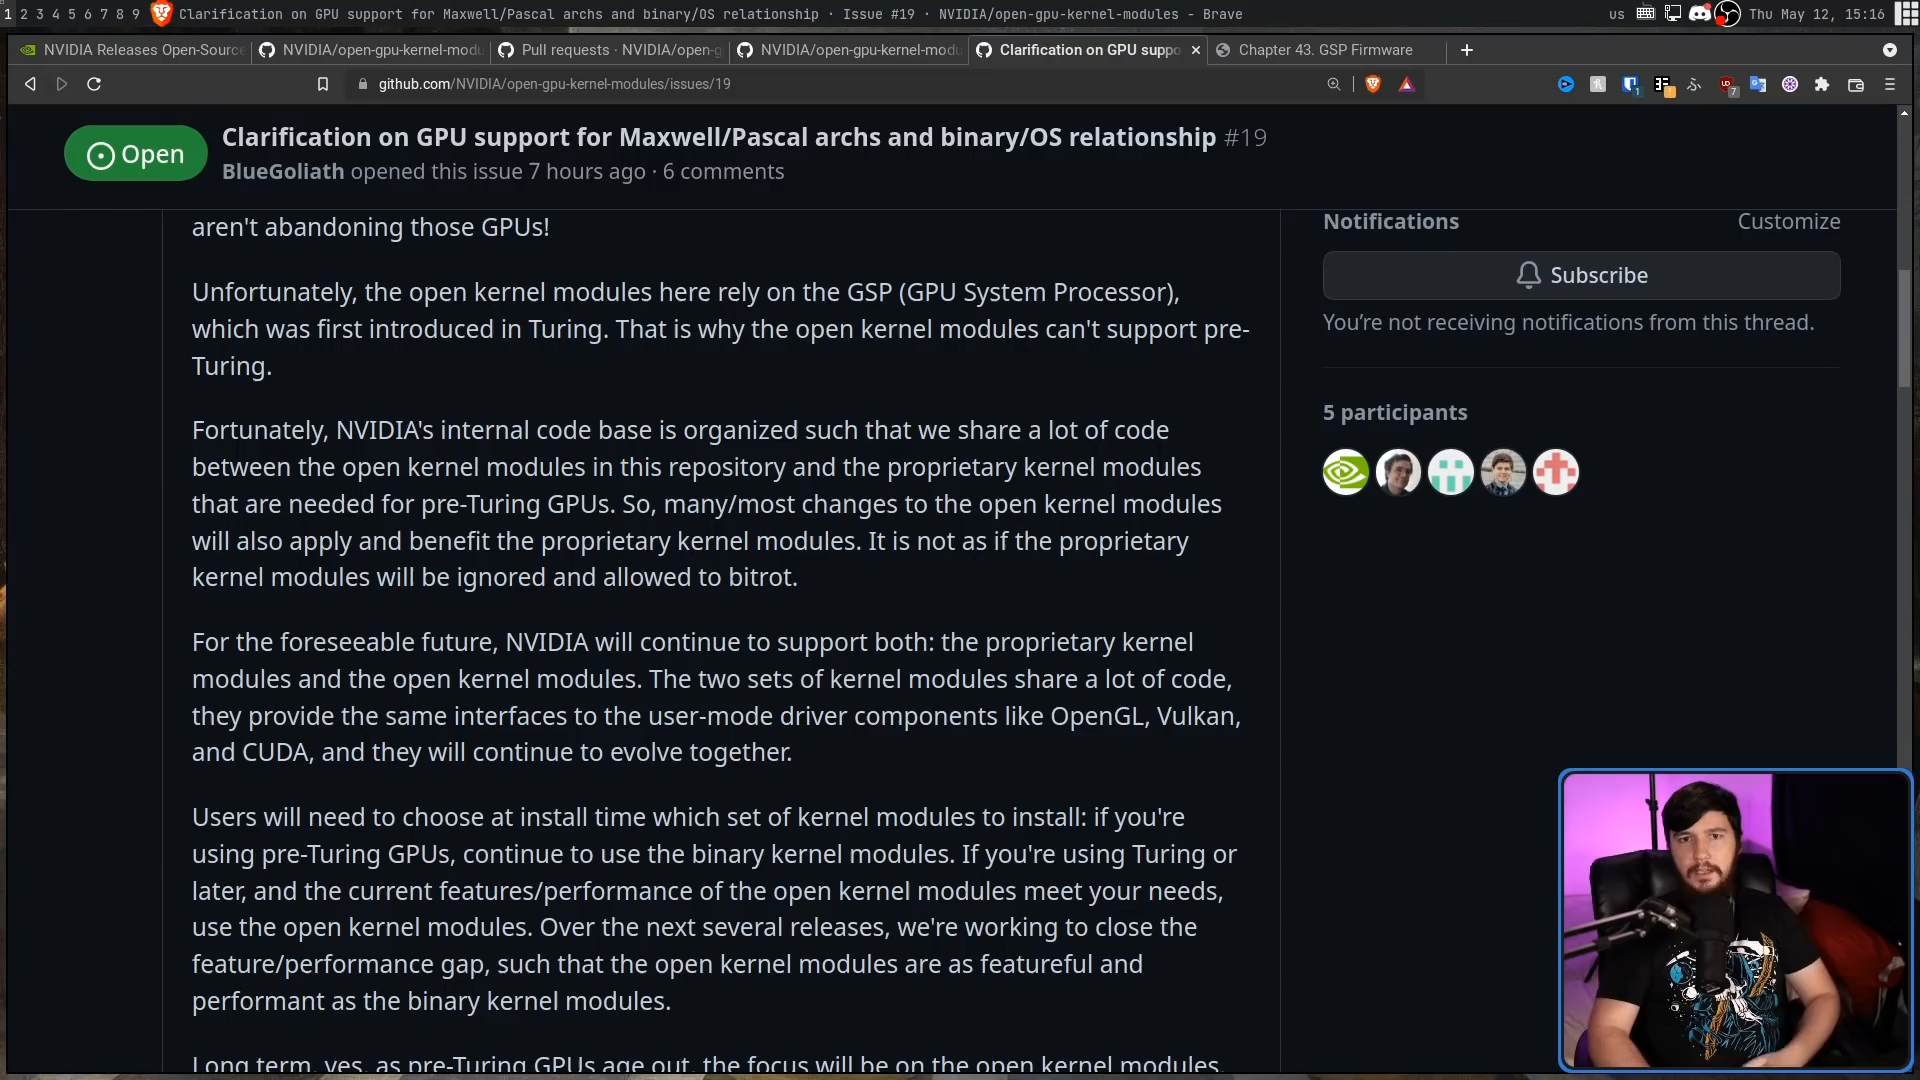 1 2 3 4 5 6 7 8 9 Clarification on GPU support for Maxwell/Pascal archs and binary/OS relationship · Issue #19 · NVIDIA/open-gpu-kernel-modules - Brave
us Thu May 12, 15:16
NVIDIA Releases Open-Source
NVIDIA/open-gpu-kernel-modu
Pull requests · NVIDIA/open-g
NVIDIA/open-gpu-kernel-modu
Clarification on GPU suppo
Chapter 43. GSP Firmware
github.com/NVIDIA/open-gpu-kernel-modules/issues/19
Open
Clarification on GPU support for Maxwell/Pascal archs and binary/OS relationship #19
BlueGoliath opened this issue 7 hours ago · 6 comments
aren't abandoning those GPUs!
Unfortunately, the open kernel modules here rely on the GSP (GPU System Processor),
which was first introduced in Turing. That is why the open kernel modules can't support pre-
Turing.
Fortunately, NVIDIA's internal code base is organized such that we share a lot of code
between the open kernel modules in this repository and the proprietary kernel modules
that are needed for pre-Turing GPUs. So, many/most changes to the open kernel modules
will also apply and benefit the proprietary kernel modules. It is not as if the proprietary
kernel modules will be ignored and allowed to bitrot.
For the foreseeable future, NVIDIA will continue to support both: the proprietary kernel
modules and the open kernel modules. The two sets of kernel modules share a lot of code,
they provide the same interfaces to the user-mode driver components like OpenGL, Vulkan,
and CUDA, and they will continue to evolve together.
Users will need to choose at install time which set of kernel modules to install: if you're
using pre-Turing GPUs, continue to use the binary kernel modules. If you're using Turing or
later, and the current features/performance of the open kernel modules meet your needs,
use the open kernel modules. Over the next several releases, we're working to close the
feature/performance gap, such that the open kernel modules are as featureful and
performant as the binary kernel modules.
Long term, yes, as pre-Turing GPUs age out, the focus will be on the open kernel modules.
Notifications
Customize
Subscribe
You're not receiving notifications from this thread.
5 participants